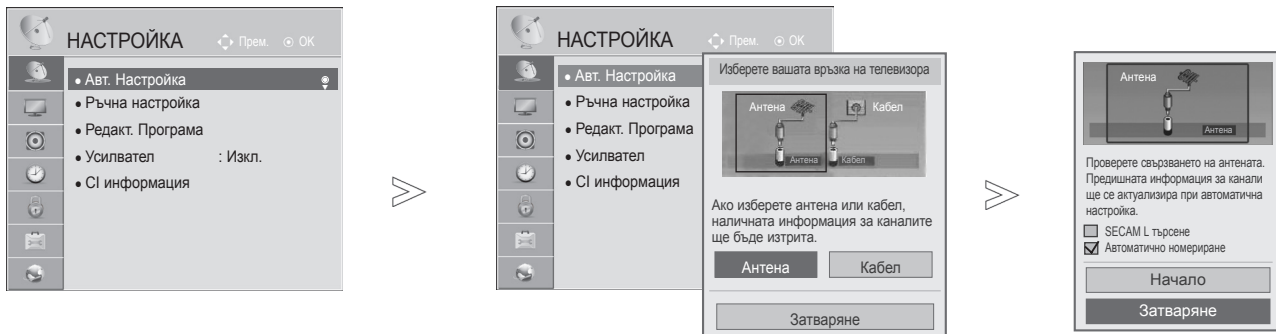 НАСТРОЙКА
Прем. OK
• Авт. Настройка
• Ръчна настройка
• Редакт. Програма
• Усилвател : Изкл.
• CI информация
НАСТРОЙКА
Прем. OK
• Авт. Настройка
• Ръчна настройка
• Редакт. Програма
• Усилвател
• CI информация
Изберете вашата връзка на телевизора
Антена Кабел
Антена Кабел
Ако изберете антена или кабел,
наличната информация за каналите
ще бъде изтрита.
Антена Кабел
Затваряне
Антена
Антена
Проверете свързването на антената.
Предишната информация за канали
ще се актуализира при автоматична
настройка.
SECAM L търсене
Автоматично номериране
Начало
Затваряне